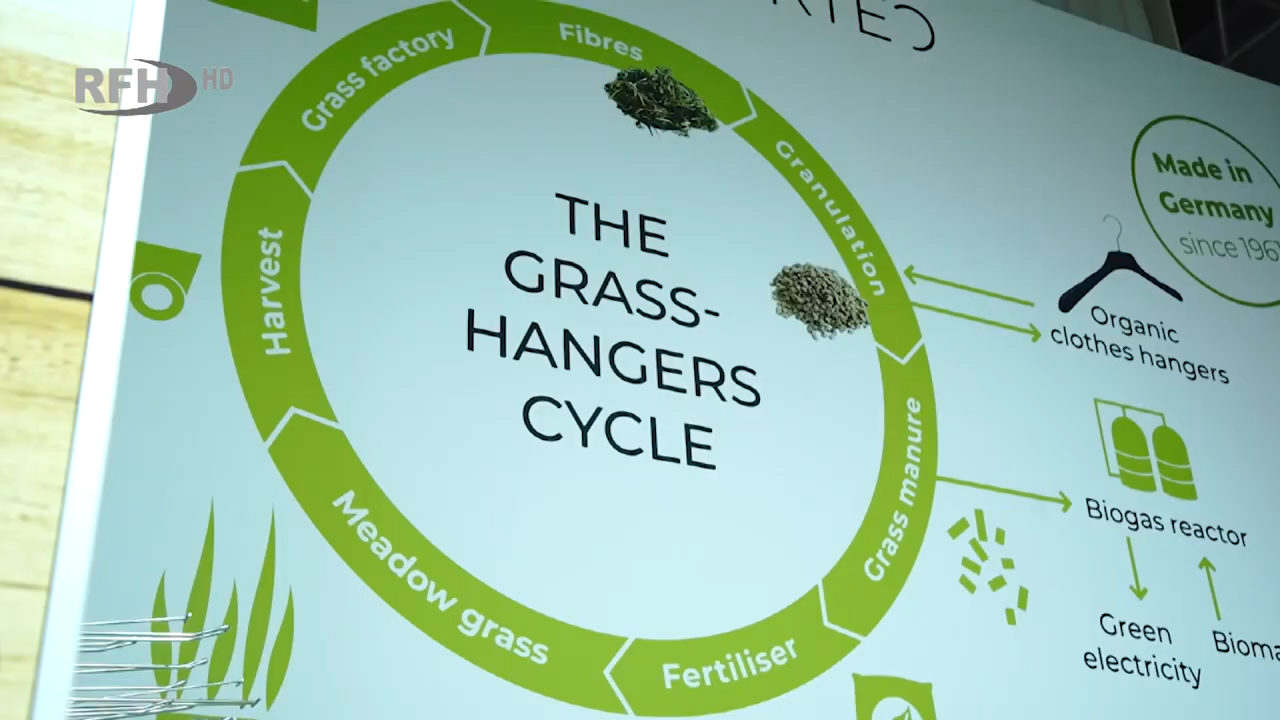 RFH HD
Grass factory
Fibres
Granulation
Grass manure
Fertiliser
Meadow grass
Harvest
THE
GRASS-
HANGERS
CYCLE
Made in
Germany
since
Organic
clothes hangers
Biogas reactor
Green
electricity